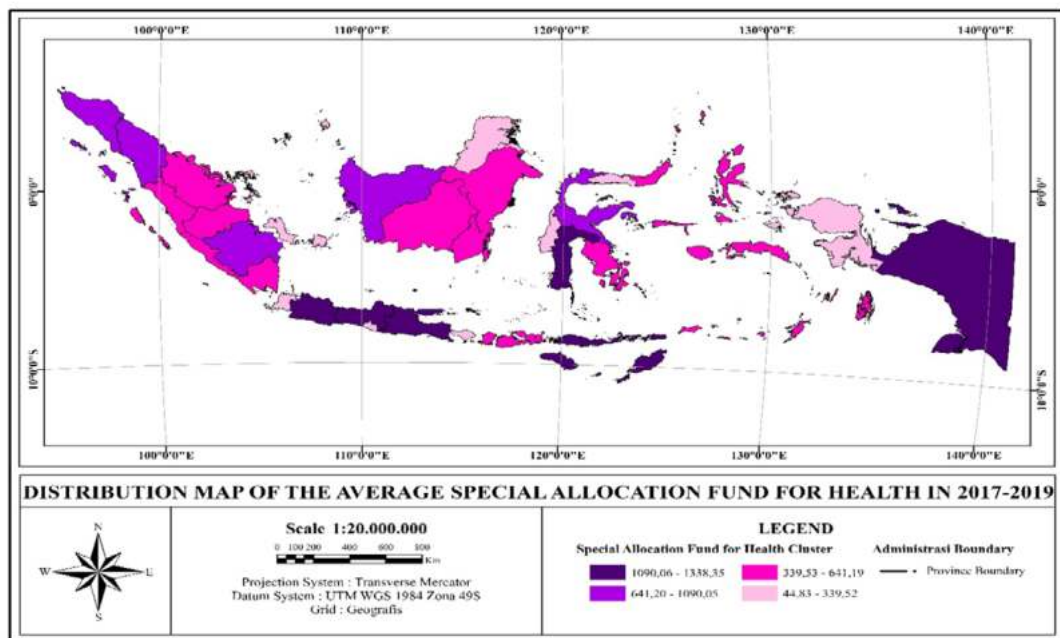 100°0'0"E 110°0'0"E 120°0'0"E 130°0'0"E 140°0'0"E
0°0'0" 0°0'0"
10°0'0"S 10°0'0"S
100°0'0"E 110°0'0"E 120°0'0"E 130°0'0"E 140°0'0"E
DISTRIBUTION MAP OF THE AVERAGE SPECIAL ALLOCATION FUND FOR HEALTH IN 2017-2019
N
W E
S
Scale 1:20.000.000
0 100 200 400 600 800
Km
Projection System : Transverse Mercator
Datum System : UTM WGS 1984 Zona 49S
Grid : Geografis
LEGEND
Special Allocation Fund for Health Cluster Administrasi Boundary
1090,06 - 1338,35 339,53 - 641,19 Province Boundary
641,20 - 1090,05 44,83 - 339,52